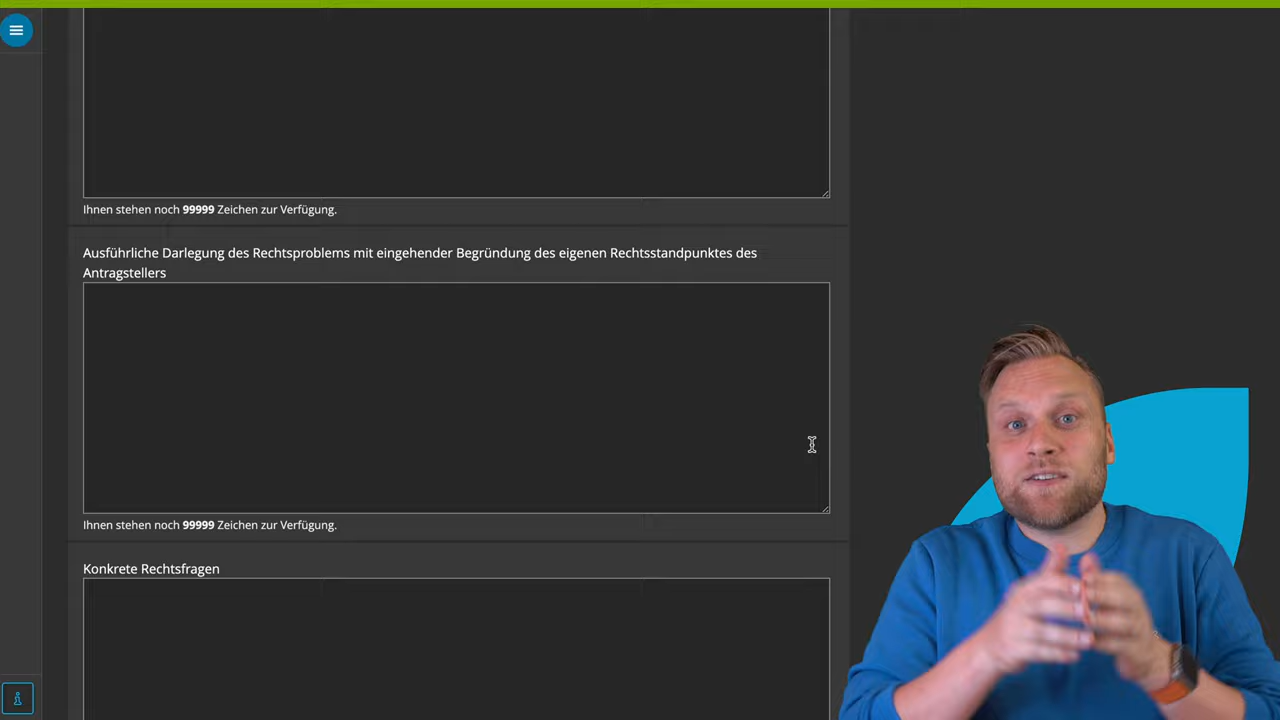 Ihnen stehen noch 99999 Zeichen zur Verfügung.
Ausführliche Darlegung des Rechtsproblems mit eingehender Begründung des eigenen Rechtsstandpunktes des
Antragstellers
Ihnen stehen noch 99999 Zeichen zur Verfügung.
Konkrete Rechtsfragen